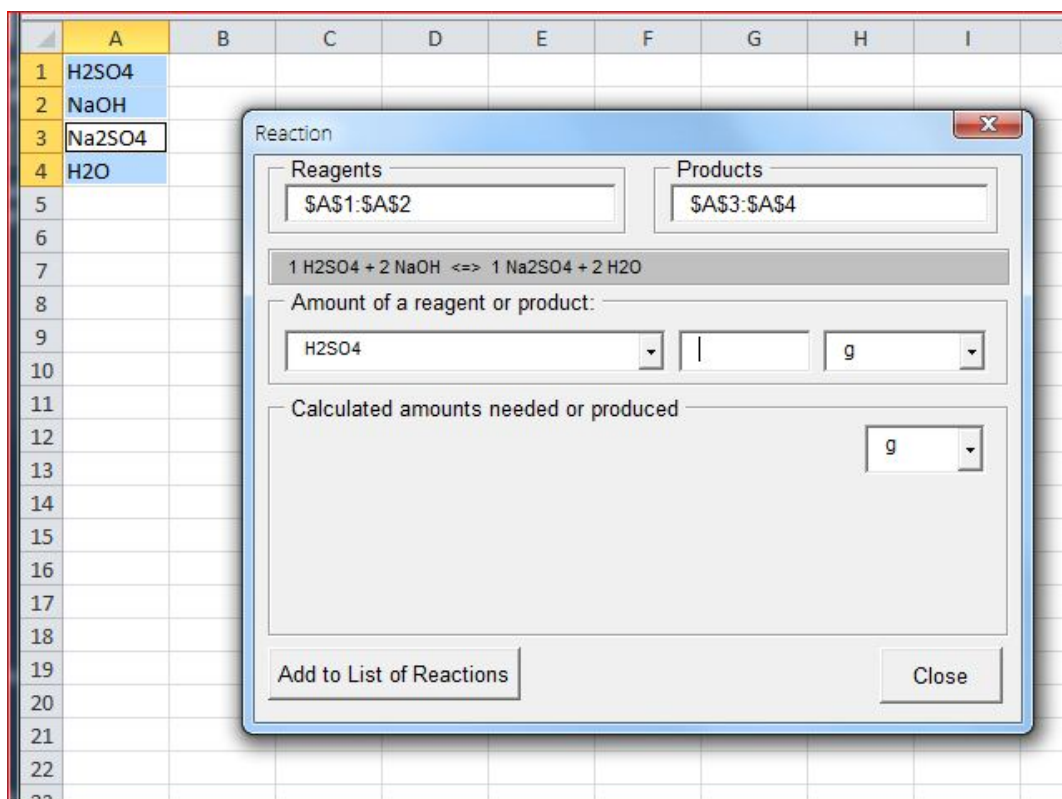 A B C D E F G H I
1 H2SO4
2 NaOH
3 Na2SO4
4 H2O
5
6
7
8
9
10
11
12
13
14
15
16
17
18
19
20
21
22
Reaction
Reagents Products
$A$1:$A$2 $A$3:$A$4
1 H2SO4 + 2 NaOH <=> 1 Na2SO4 + 2 H2O
Amount of a reagent or product:
H2SO4 g
Calculated amounts needed or produced
g
Add to List of Reactions Close